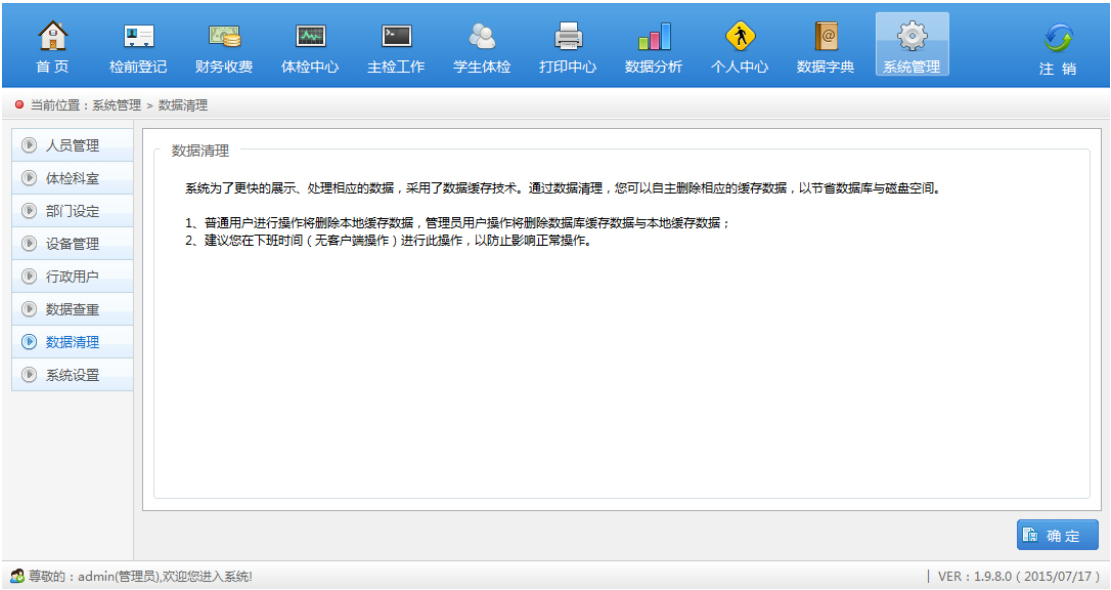 首 页 检前登记 财务收费 体检中心 主检工作 学生体检 打印中心 数据分析 个人中心 数据字典 系统管理 注 销
当前位置：系统管理 > 数据清理
人员管理
体检科室
部门设定
设备管理
行政用户
数据查重
数据清理
系统设置
数据清理
系统为了更快的展示、处理相应的数据，采用了数据缓存技术。通过数据清理，您可以自主删除相应的缓存数据，以节省数据库与磁盘空间。
1、普通用户进行操作将删除本地缓存数据，管理员用户操作将删除数据库缓存数据与本地缓存数据；
2、建议您在下班时间（无客户端操作）进行此操作，以防止影响正常操作。
确 定
尊敬的：admin(管理员),欢迎您进入系统! | VER：1.9.8.0（2015/07/17）